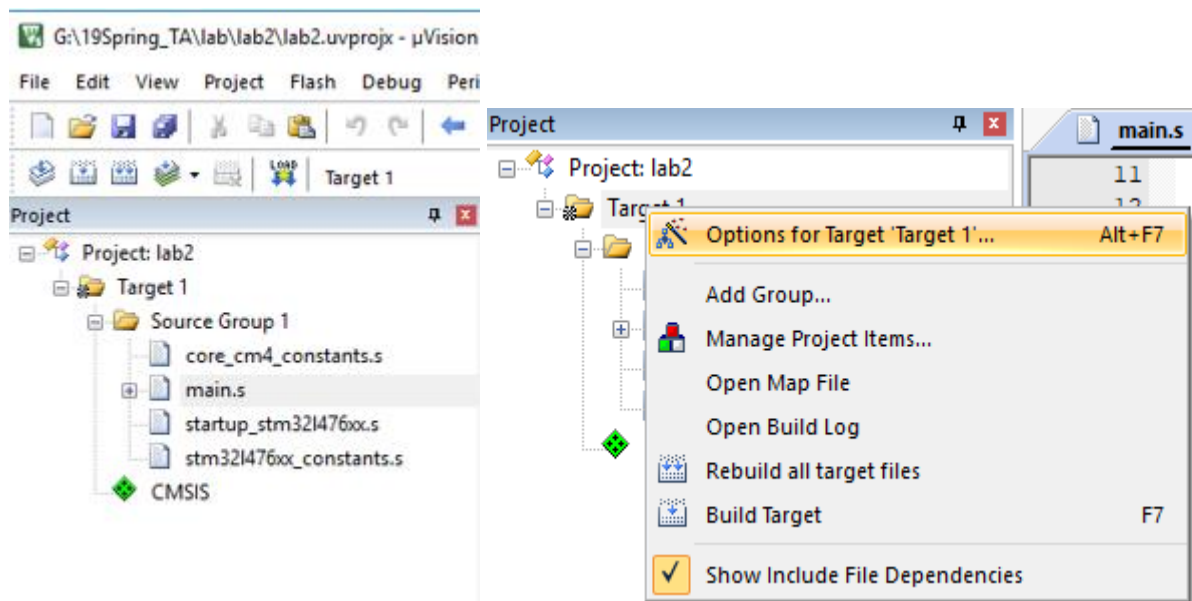 G:\19Spring_TA\lab\lab2\lab2.uvprojx - µVision
File Edit View Project Flash Debug Peri
LOAD
Target 1
Project
Project: lab2
Target 1
Source Group 1
core_cm4_constants.s
main.s
startup_stm32l476xx.s
stm32l476xx_constants.s
CMSIS
Project
Project: lab2
Options for Target 'Target 1'... Alt+F7
Add Group...
Manage Project Items...
Open Map File
Open Build Log
Rebuild all target files
Build Target F7
Show Include File Dependencies
main.s
11
12